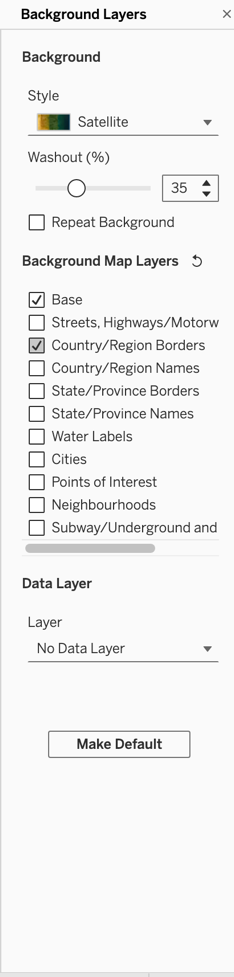 Background Layers
Background
Style
Satellite
Washout (%)
35
Repeat Background
Background Map Layers
Base
Streets, Highways/Motorw
Country/Region Borders
Country/Region Names
State/Province Borders
State/Province Names
Water Labels
Cities
Points of Interest
Neighbourhoods
Subway/Underground and
Data Layer
Layer
No Data Layer
Make Default